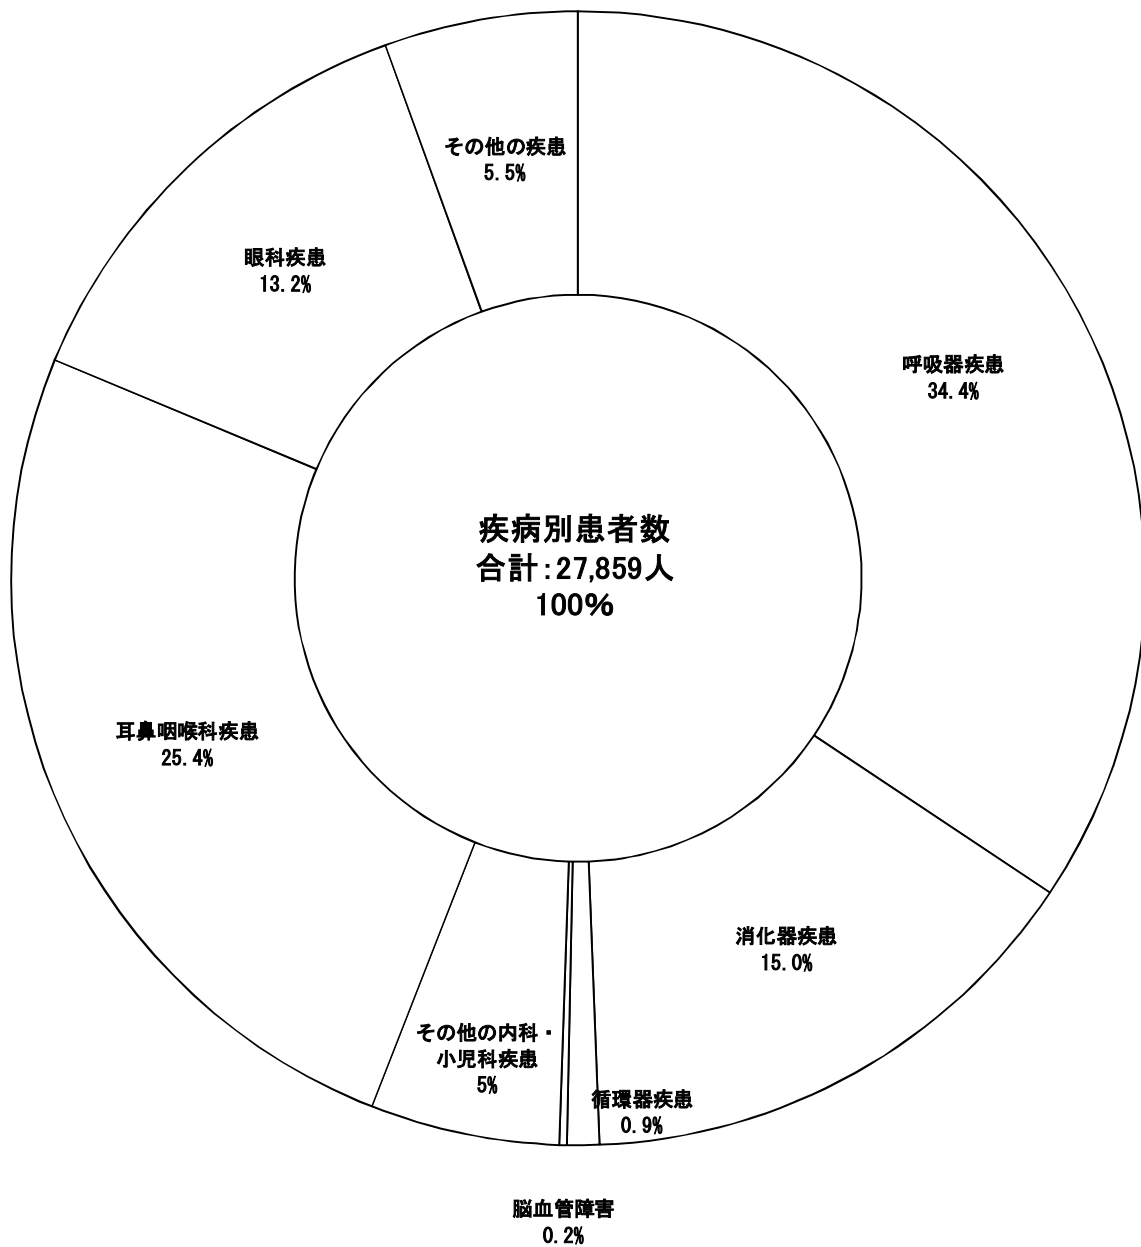 その他の疾患
5.5%
眼科疾患
13.2%
呼吸器疾患
34.4%
疾病別患者数
合計:27,859人
100%
耳鼻咽喉科疾患
25.4%
消化器疾患
15.0%
その他の内科・
小児科疾患
5%
循環器疾患
0.9%
脳血管障害
0.2%